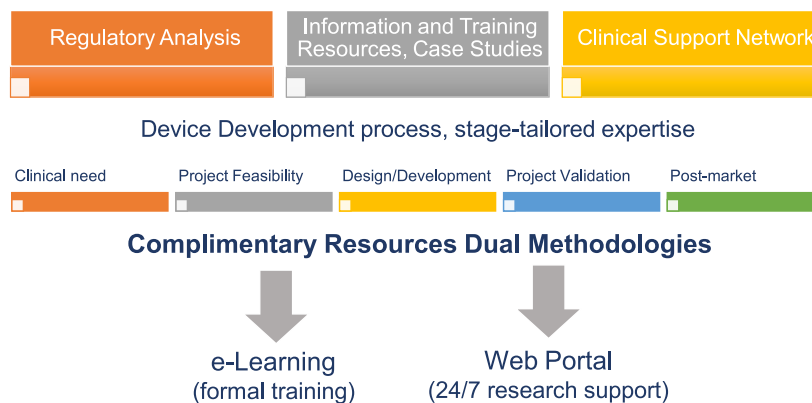 Regulatory Analysis
Information and Training
Resources, Case Studies
Clinical Support Network
Device Development process, stage-tailored expertise
Clinical need
Project Feasibility
Design/Development
Project Validation
Post-market
Complimentary Resources Dual Methodologies
e-Learning
(formal training)
Web Portal
(24/7 research support)